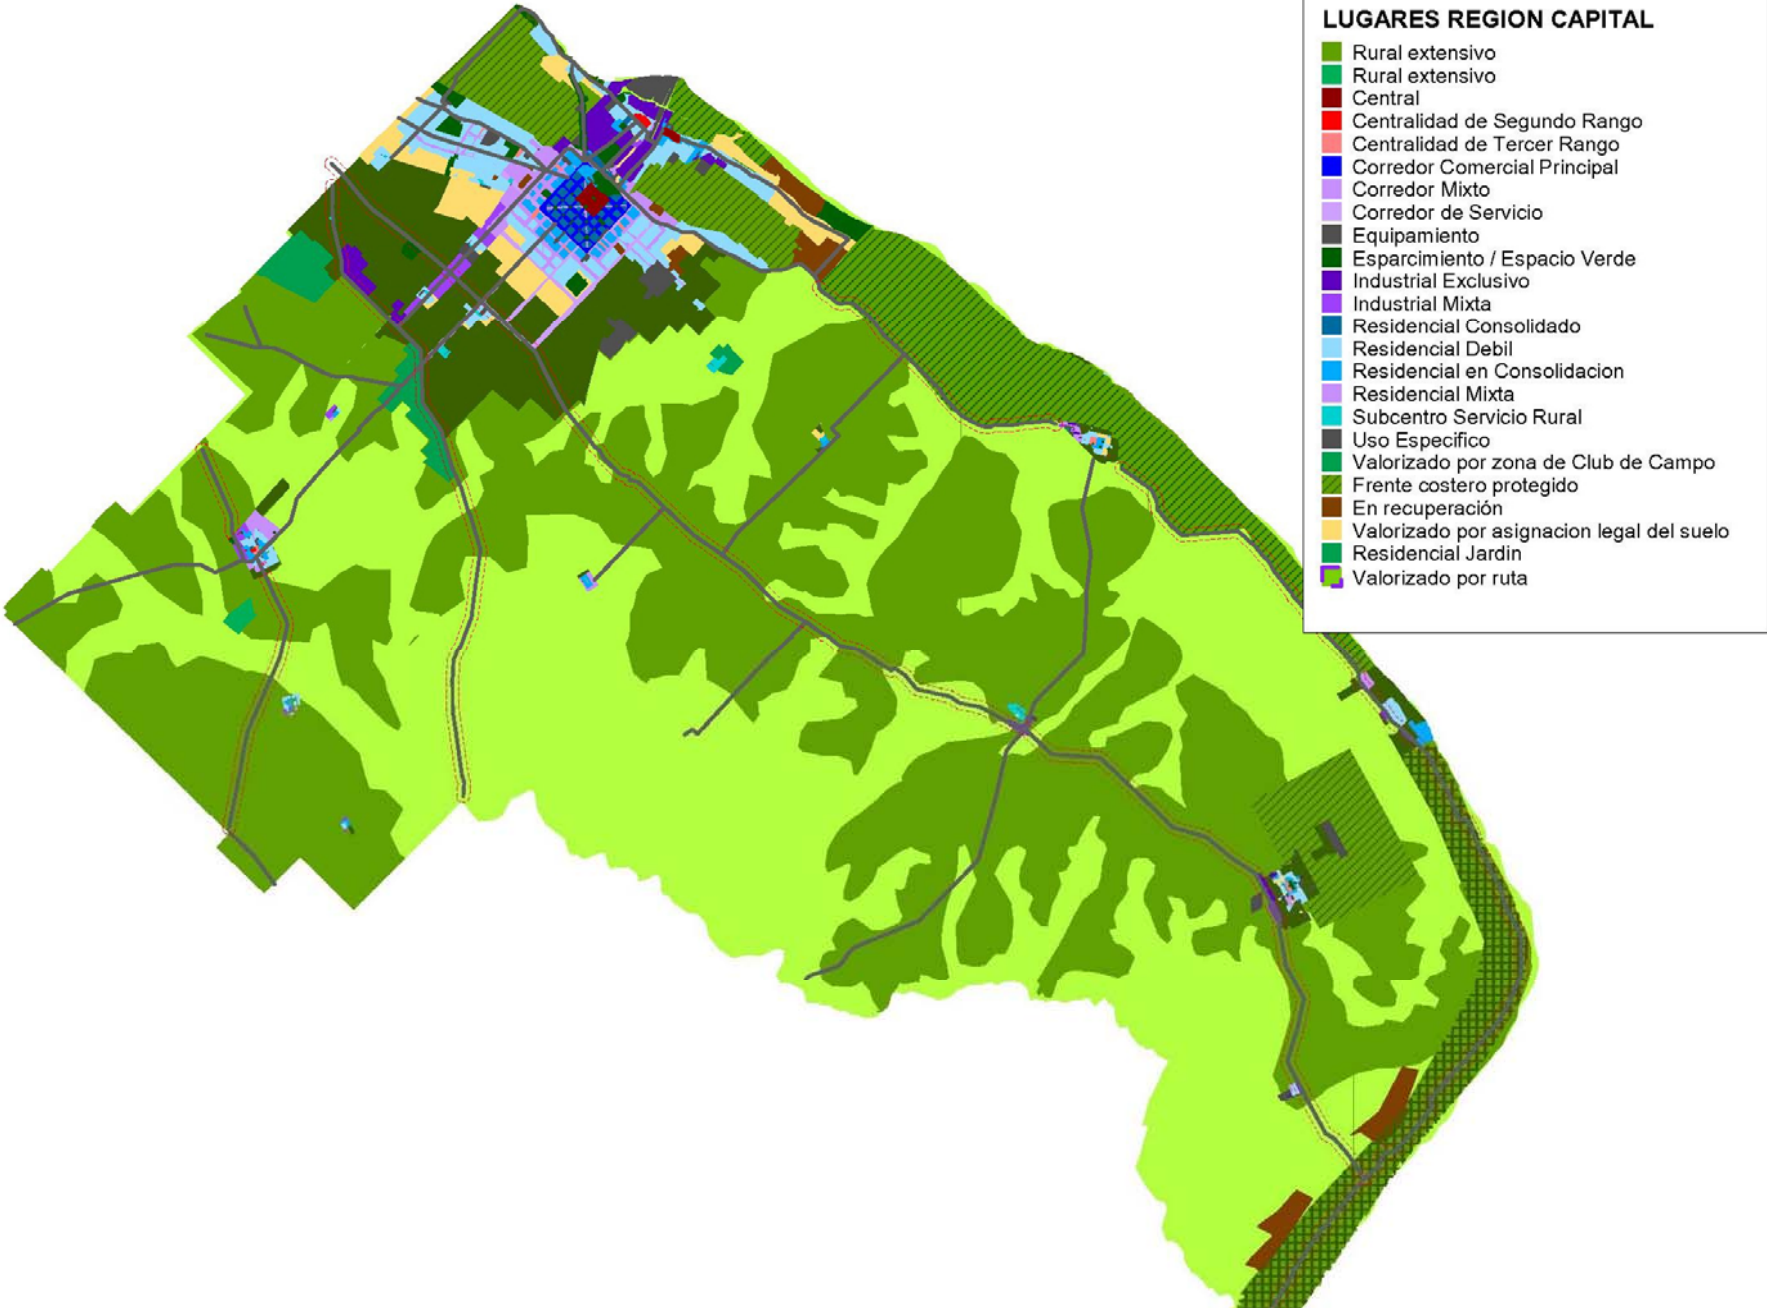 LUGARES REGION CAPITAL
Rural extensivo
Rural extensivo
Central
Centralidad de Segundo Rango
Centralidad de Tercer Rango
Corredor Comercial Principal
Corredor Mixto
Corredor de Servicio
Equipamiento
Esparcimiento / Espacio Verde
Industrial Exclusivo
Industrial Mixta
Residencial Consolidado
Residencial Debil
Residencial en Consolidacion
Residencial Mixta
Subcentro Servicio Rural
Uso Especifico
Valorizado por zona de Club de Campo
Frente costero protegido
En recuperación
Valorizado por asignacion legal del suelo
Residencial Jardin
Valorizado por ruta